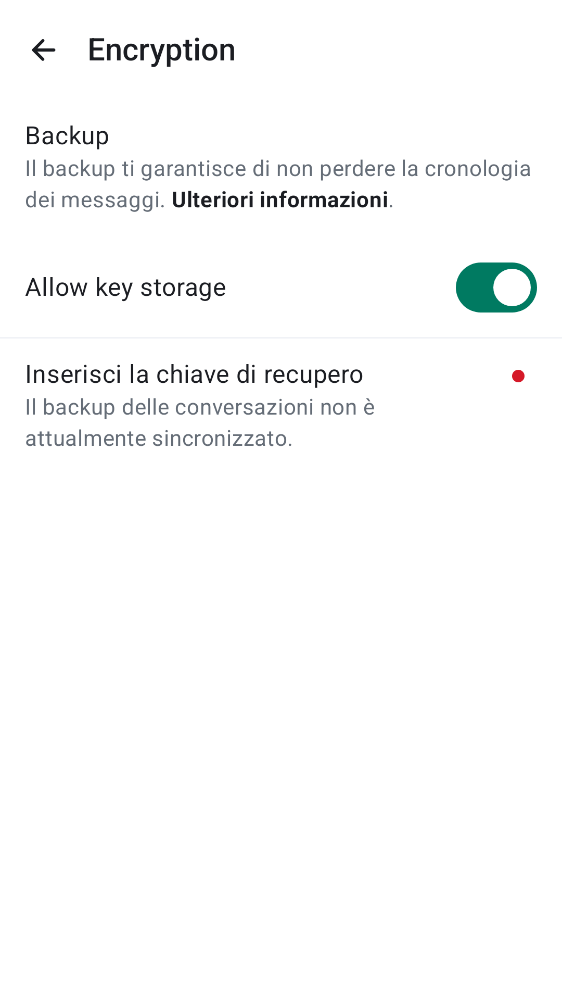 Encryption
Backup
Il backup ti garantisce di non perdere la cronologia
dei messaggi. Ulteriori informazioni.
Allow key storage
Inserisci la chiave di recupero
Il backup delle conversazioni non è
attualmente sincronizzato.